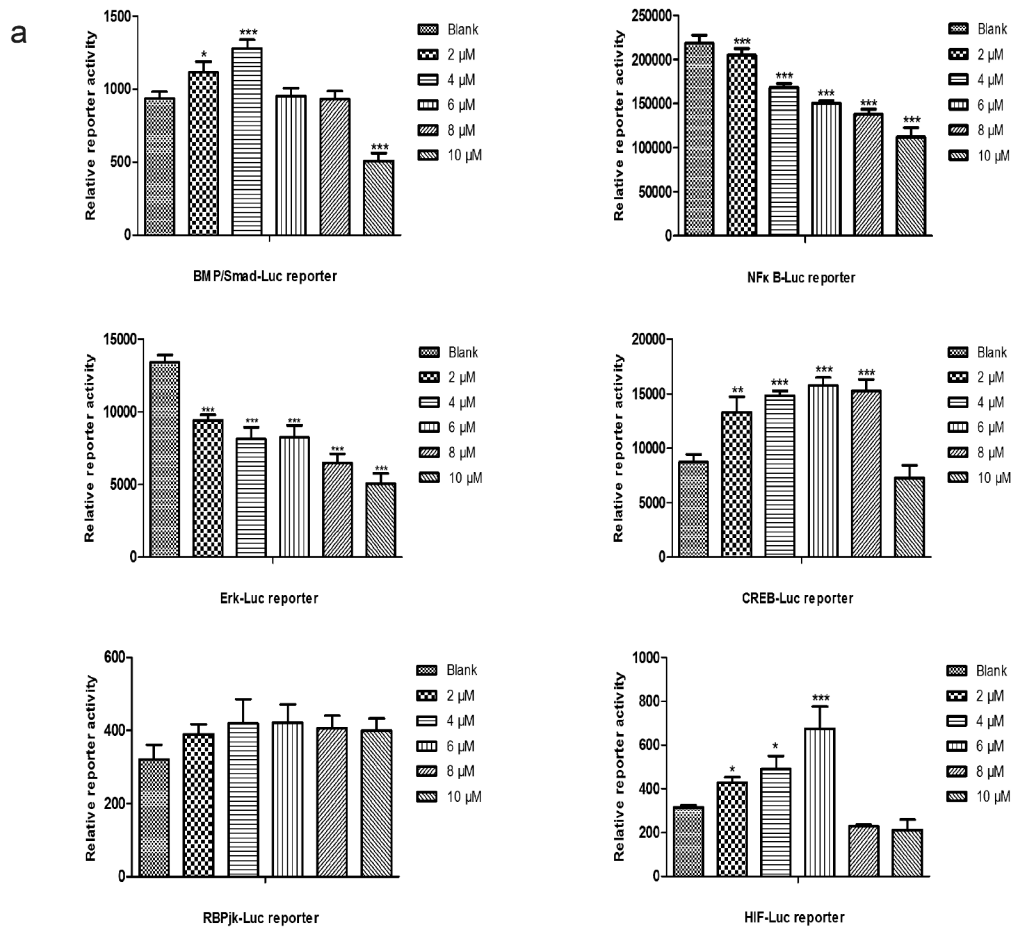 a
1500
1000
500
0
Relative reporter activity
*
***
***
BMP/Smad-Luc reporter
Blank
2 µM
4 µM
6 µM
8 µM
10 µM
250000
200000
150000
100000
50000
0
Relative reporter activity
***
***
***
***
***
NFκ B-Luc reporter
Blank
2 µM
4 µM
6 µM
8 µM
10 µM
15000
10000
5000
0
Relative reporter activity
***
***
***
***
***
Erk-Luc reporter
Blank
2 µM
4 µM
6 µM
8 µM
10 µM
20000
15000
10000
5000
0
Relative reporter activity
**
***
***
***
CREB-Luc reporter
Blank
2 µM
4 µM
6 µM
8 µM
10 µM
600
400
200
0
Relative reporter activity
RBPjk-Luc reporter
Blank
2 µM
4 µM
6 µM
8 µM
10 µM
1000
800
600
400
200
0
Relative reporter activity
*
*
***
HIF-Luc reporter
Blank
2 µM
4 µM
6 µM
8 µM
10 µM